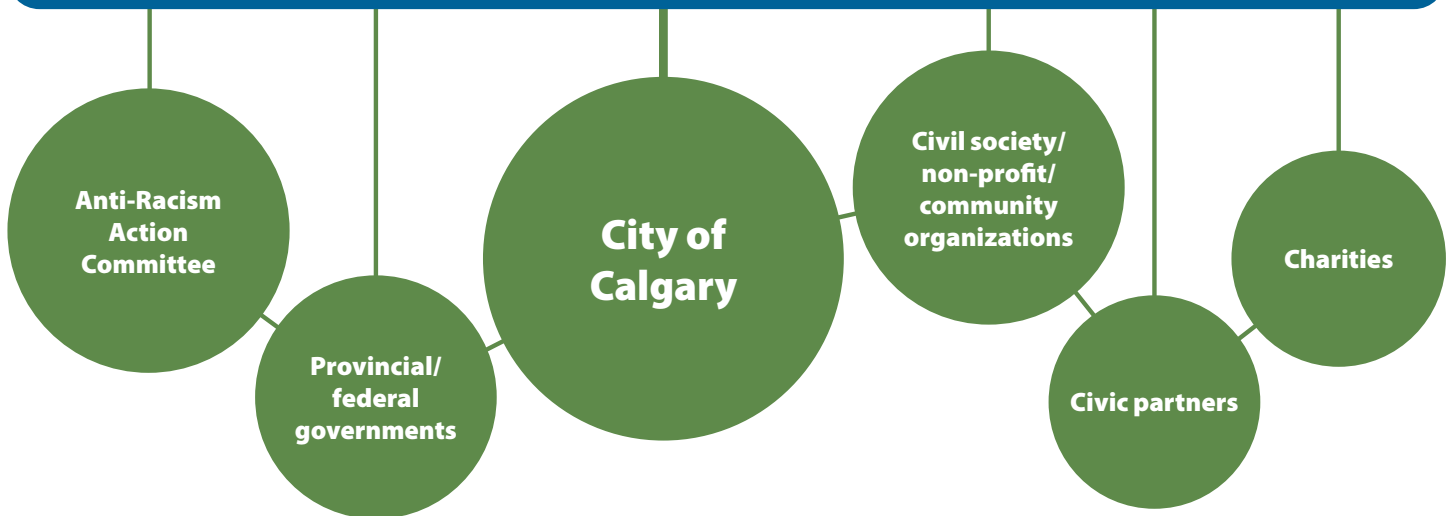 Anti-Racism
Action
Committee
Provincial/
federal
governments
City of
Calgary
Civil society/
non-profit/
community
organizations
Civic partners
Charities